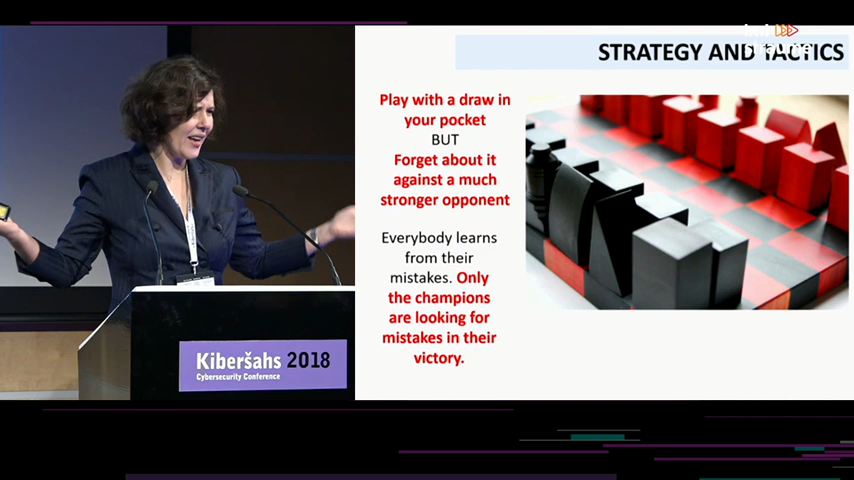 STRATEGY AND TACTICS
Play with a draw in
your pocket
BUT
Forget about it
against a much
stronger opponent
Everybody learns
from their
mistakes. Only
the champions
are looking for
mistakes in their
victory.
Kiberšahs 2018
Cybersecurity Conference